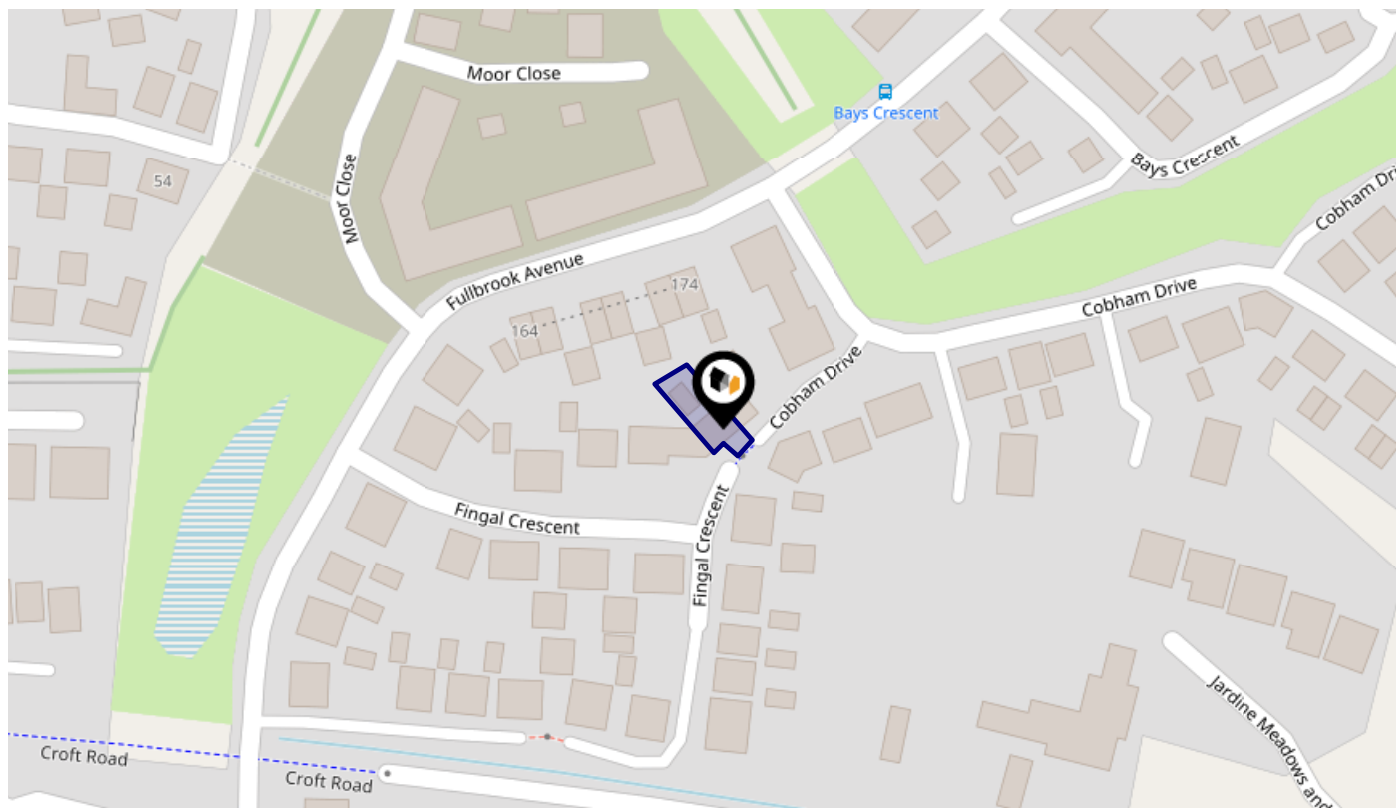 Moor Close
Bays Crescent
Bays Crescent
54
Moor Close
Cobham Dri
Fullbrook Avenue
174
Cobham Drive
164
Cobham Drive
Fingal Crescent
Fingal Crescent
Jardine Meadows and
Croft Road
Croft Road